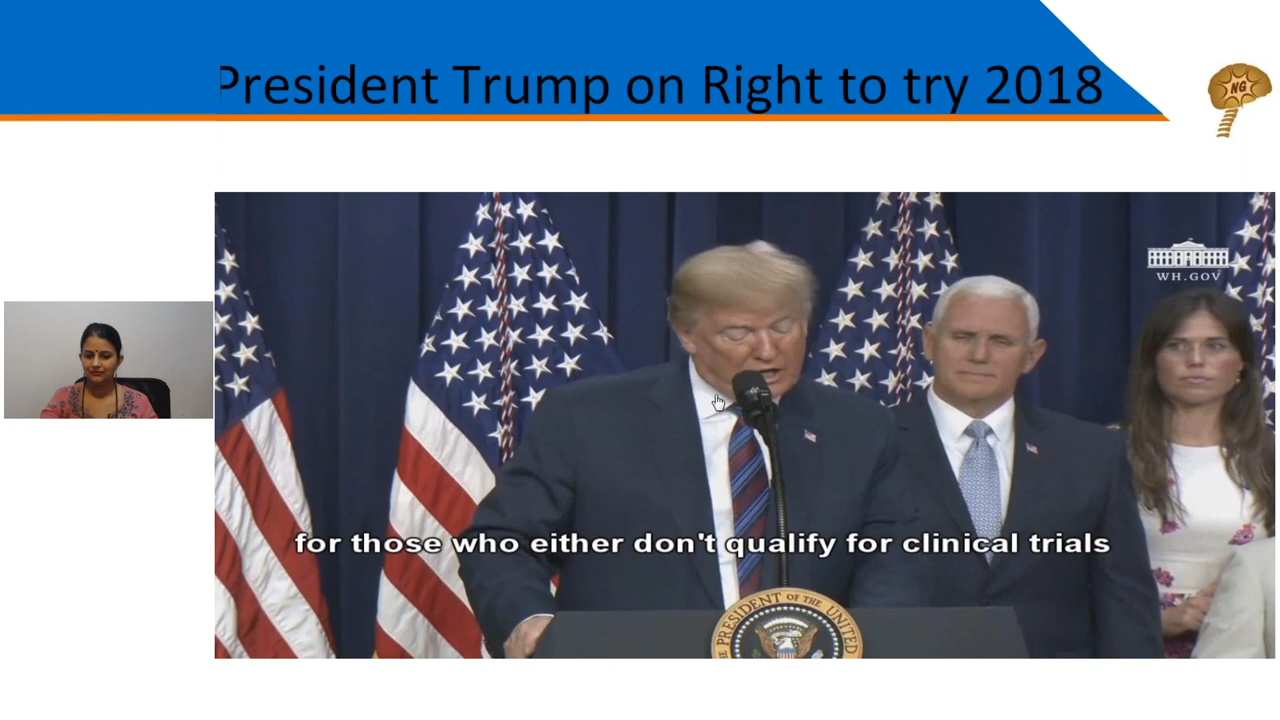 President Trump on Right to try 2018
NG
WH.GOV
for those who either don't qualify for clinical trials
THE PRESIDENT OF THE UNITED